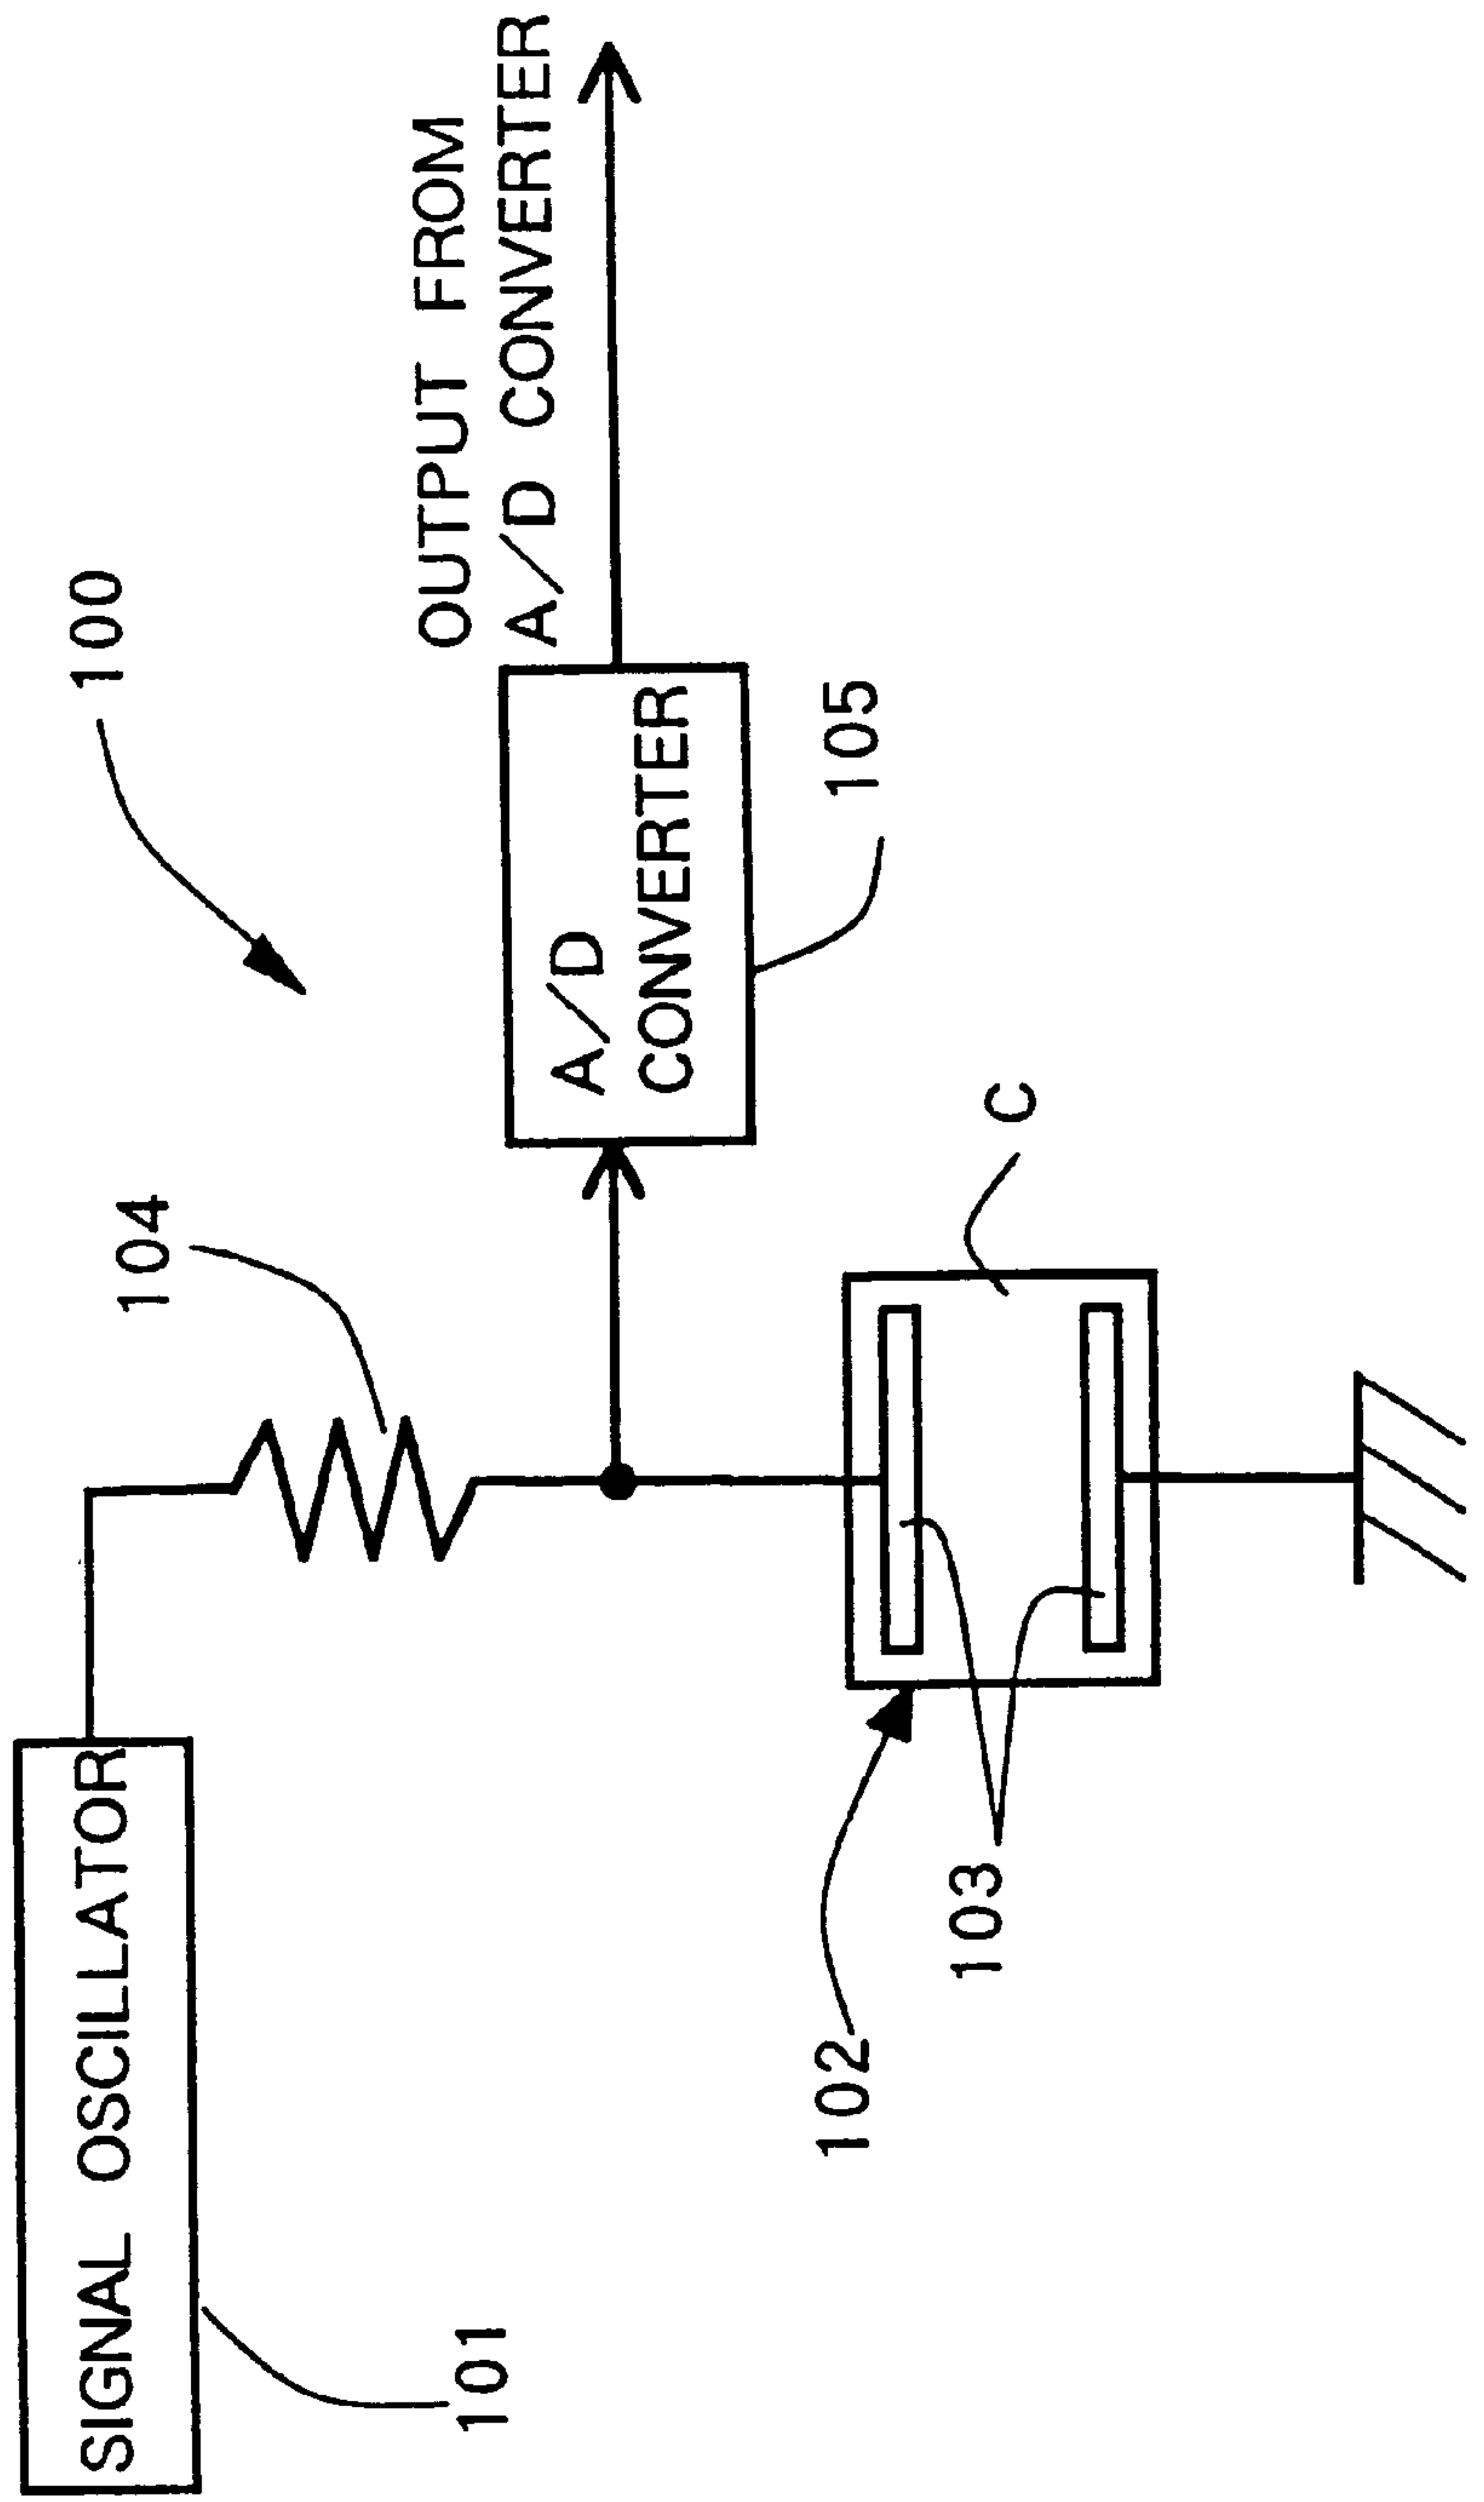 100
SIGNAL OSCILLATOR
104
101
OUTPUT FROM
A/D CONVERTER
A/D
CONVERTER
105
102
103
C